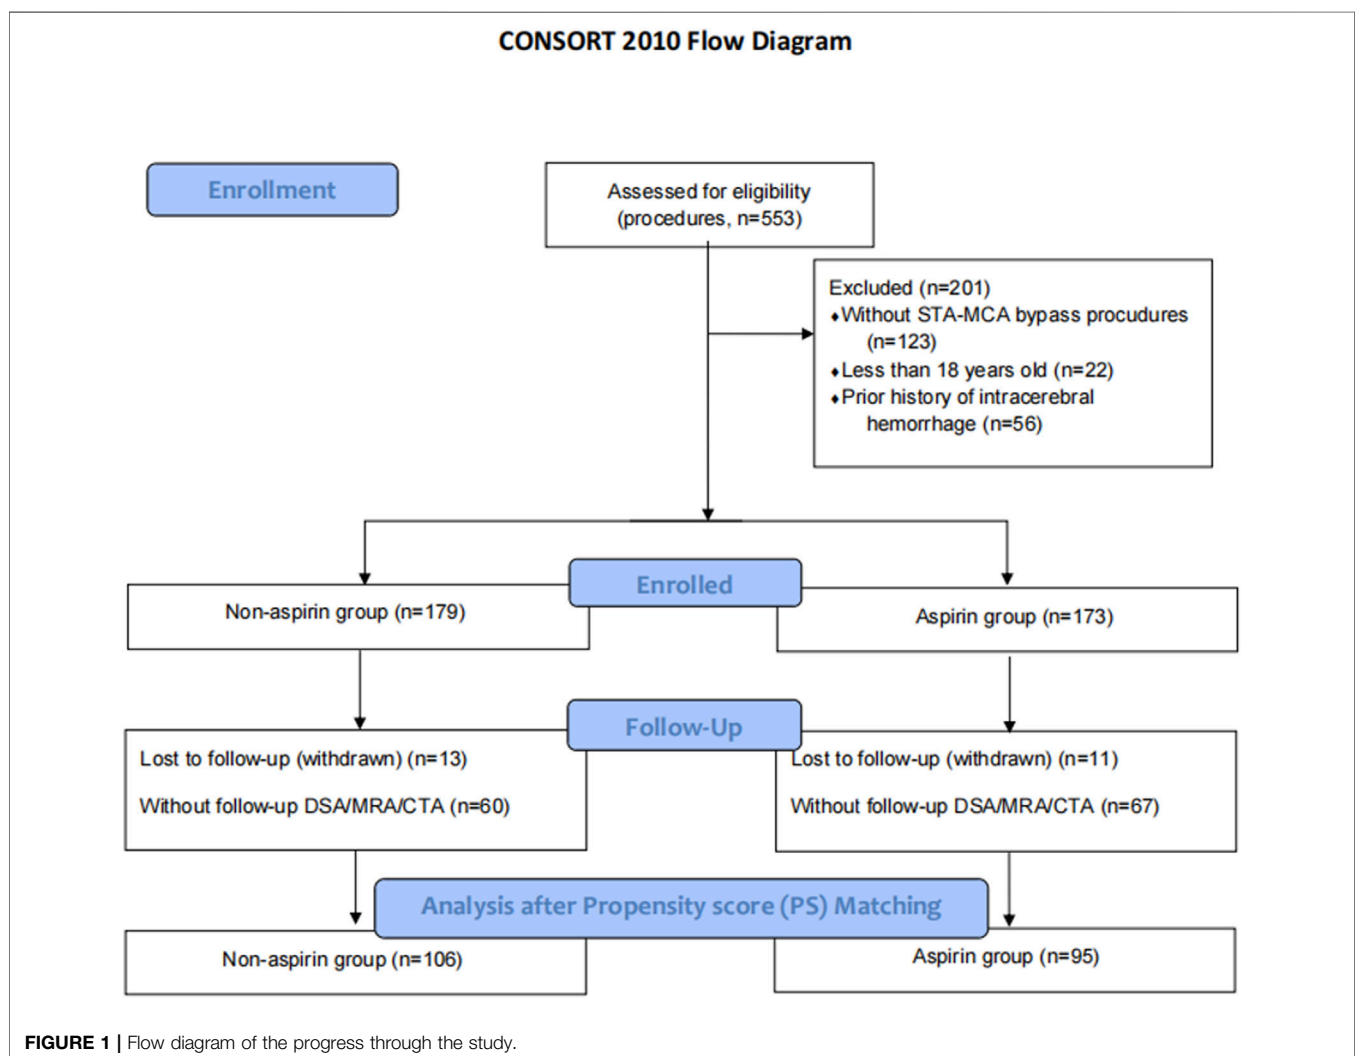 CONSORT 2010 Flow Diagram
Enrollment
Assessed for eligibility
(procedures, n=553)
Excluded (n=201)
♦Without STA-MCA bypass procudures
(n=123)
♦Less than 18 years old (n=22)
♦Prior history of intracerebral
hemorrhage (n=56)
Enrolled
Non-aspirin group (n=179)
Aspirin group (n=173)
Follow-Up
Lost to follow-up (withdrawn) (n=13)
Without follow-up DSA/MRA/CTA (n=60)
Lost to follow-up (withdrawn) (n=11)
Without follow-up DSA/MRA/CTA (n=67)
Analysis after Propensity score (PS) Matching
Non-aspirin group (n=106)
Aspirin group (n=95)
FIGURE 1 | Flow diagram of the progress through the study.